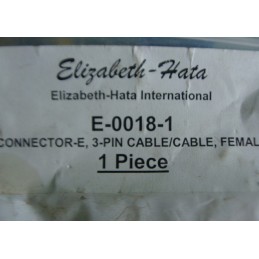 Elizabeth-Hata
Elizabeth-Hata International
E-0018-1
CONNECTOR-E, 3-PIN CABLE/CABLE, FEMAL
1 Piece